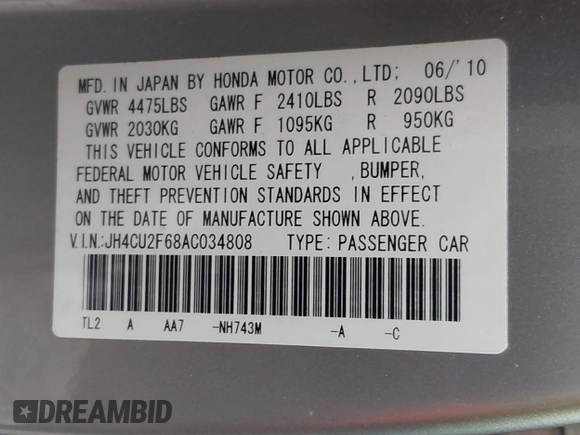 MFD. IN JAPAN BY HONDA MOTOR CO., LTD; 06/'10
GVWR 4475LBS GAWR F 2410LBS R 2090LBS
GVWR 2030KG GAWR F 1095KG R 950KG
THIS VEHICLE CONFORMS TO ALL APPLICABLE
FEDERAL MOTOR VEHICLE SAFETY , BUMPER,
AND THEFT PREVENTION STANDARDS IN EFFECT
ON THE DATE OF MANUFACTURE SHOWN ABOVE.
V.I.N.:JH4CU2F68AC034808 TYPE: PASSENGER CAR
TL2 A AA7 -NH743M -A -C
DREAMBID